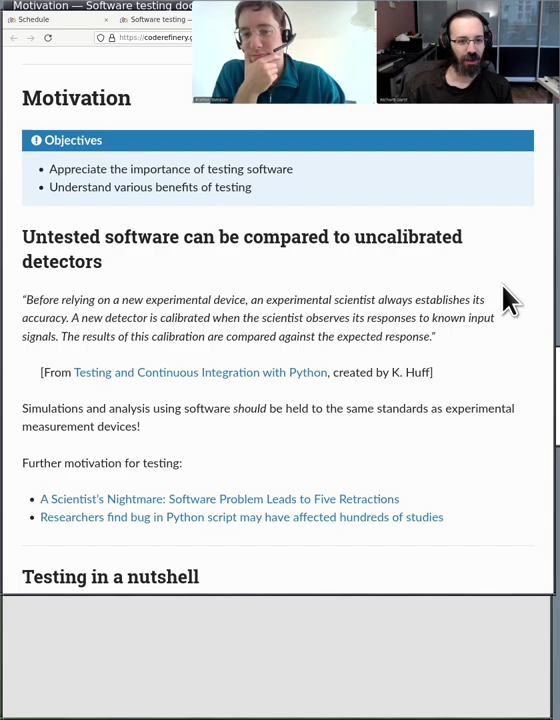 Motivation — Software testing doc
Schedule × Software testing —
https://coderefinery.g
Motivation
Objectives
• Appreciate the importance of testing software
• Understand various benefits of testing
Untested software can be compared to uncalibrated
detectors
“Before relying on a new experimental device, an experimental scientist always establishes its
accuracy. A new detector is calibrated when the scientist observes its responses to known input
signals. The results of this calibration are compared against the expected response.”
[From Testing and Continuous Integration with Python, created by K. Huff]
Simulations and analysis using software should be held to the same standards as experimental
measurement devices!
Further motivation for testing:
• A Scientist’s Nightmare: Software Problem Leads to Five Retractions
• Researchers find bug in Python script may have affected hundreds of studies
Testing in a nutshell